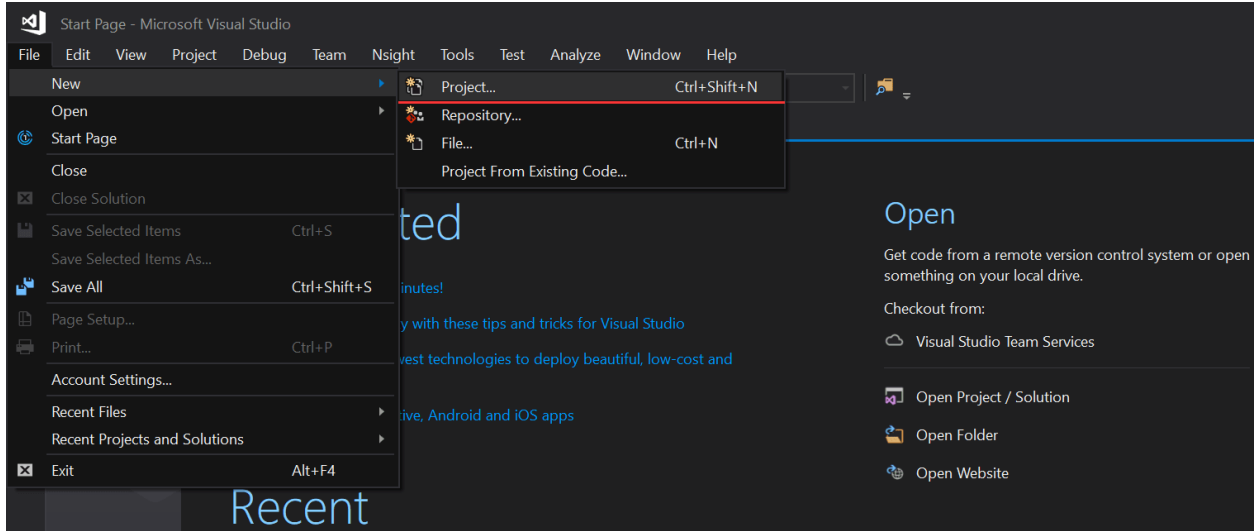 Start Page - Microsoft Visual Studio
File Edit View Project Debug Team Nsight Tools Test Analyze Window Help
New
Open
Start Page
Close
Close Solution
Save Selected Items Ctrl+S
Save Selected Items As...
Save All Ctrl+Shift+S
Page Setup...
Print... Ctrl+P
Account Settings...
Recent Files
Recent Projects and Solutions
Exit Alt+F4
Project... Ctrl+Shift+N
Repository...
File... Ctrl+N
Project From Existing Code...
ted
inutes!
y with these tips and tricks for Visual Studio
west technologies to deploy beautiful, low-cost and
tive, Android and iOS apps
Recent
Open
Get code from a remote version control system or open
something on your local drive.
Checkout from:
Visual Studio Team Services
Open Project / Solution
Open Folder
Open Website